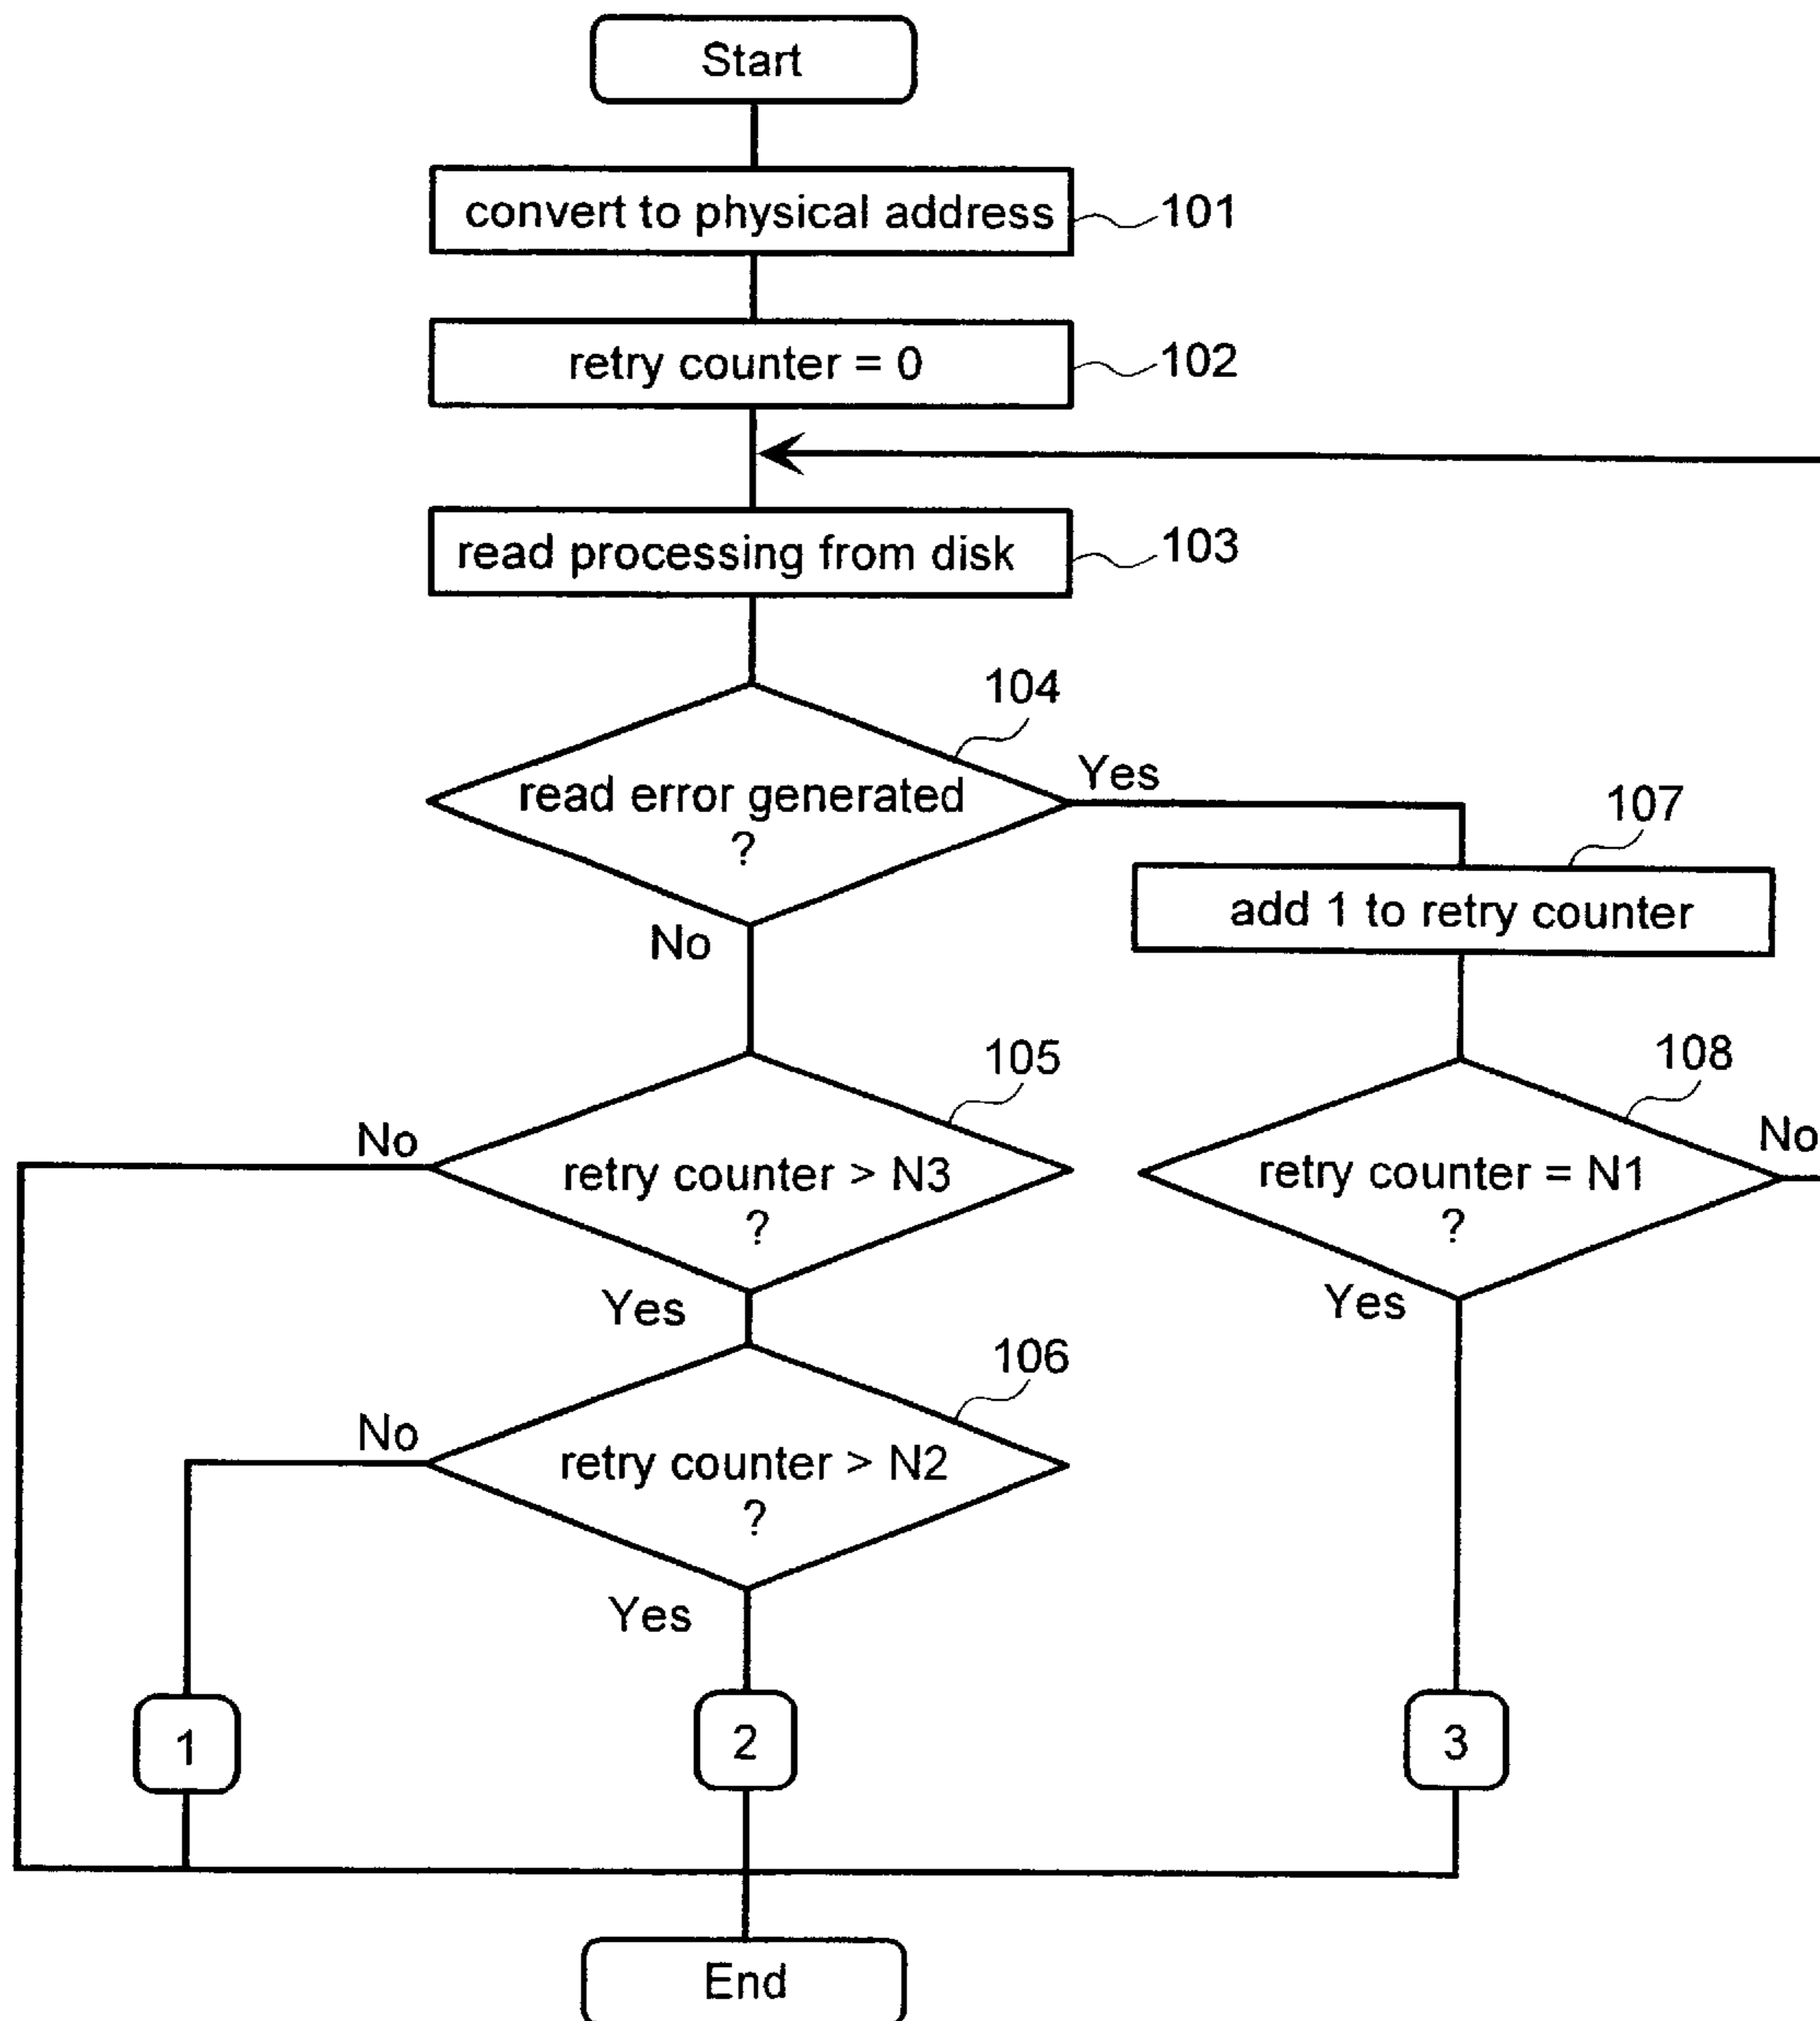 Start
convert to physical address
101
retry counter = 0
102
read processing from disk
103
104
read error generated
?
Yes
No
107
add 1 to retry counter
105
retry counter > N3
?
No
Yes
108
retry counter = N1
?
No
Yes
106
retry counter > N2
?
No
Yes
1
2
3
End